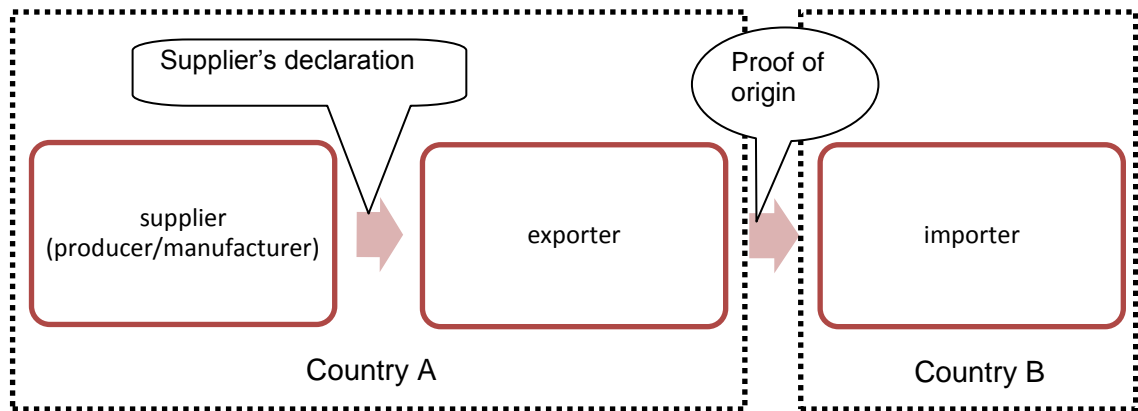 Supplier’s declaration
Proof of
origin
supplier
(producer/manufacturer)
exporter
importer
Country A
Country B